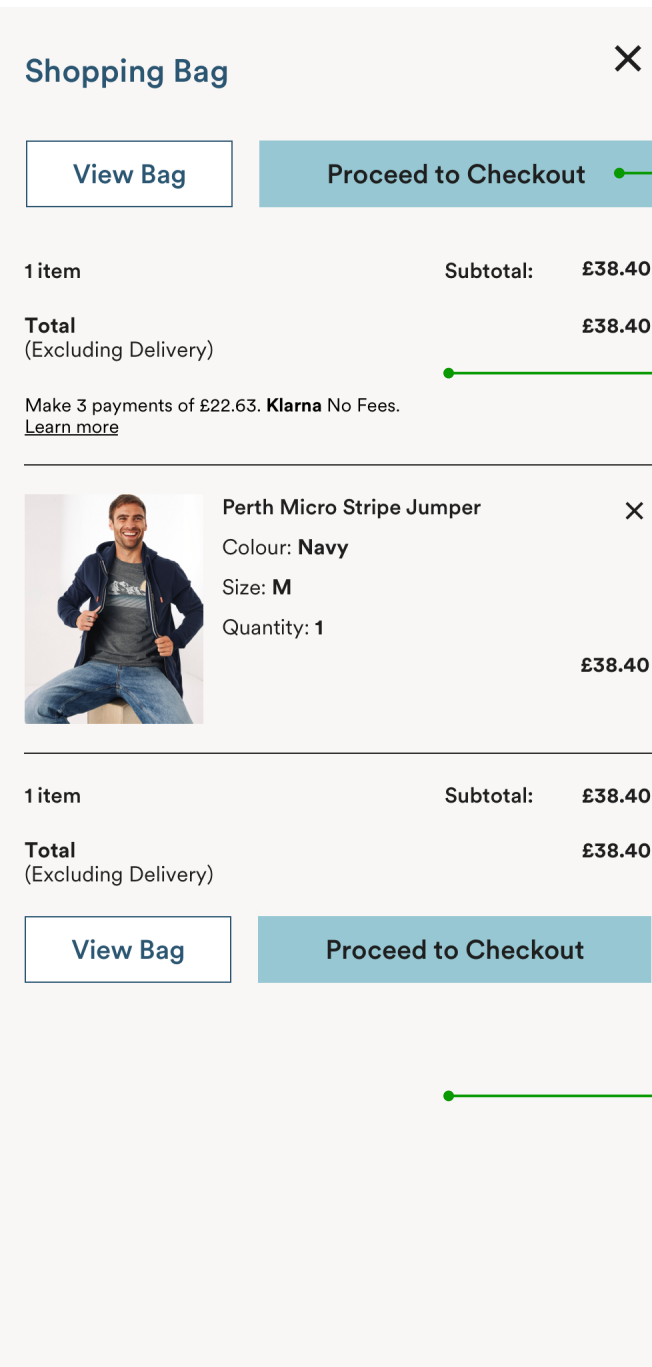 Shopping Bag
View Bag
Proceed to Checkout
1 item
Subtotal: £38.40
Total £38.40
(Excluding Delivery)
Make 3 payments of £22.63. Klarna No Fees.
Learn more
Perth Micro Stripe Jumper
Colour: Navy
Size: M
Quantity: 1
£38.40
1 item
Subtotal: £38.40
Total £38.40
(Excluding Delivery)
View Bag
Proceed to Checkout